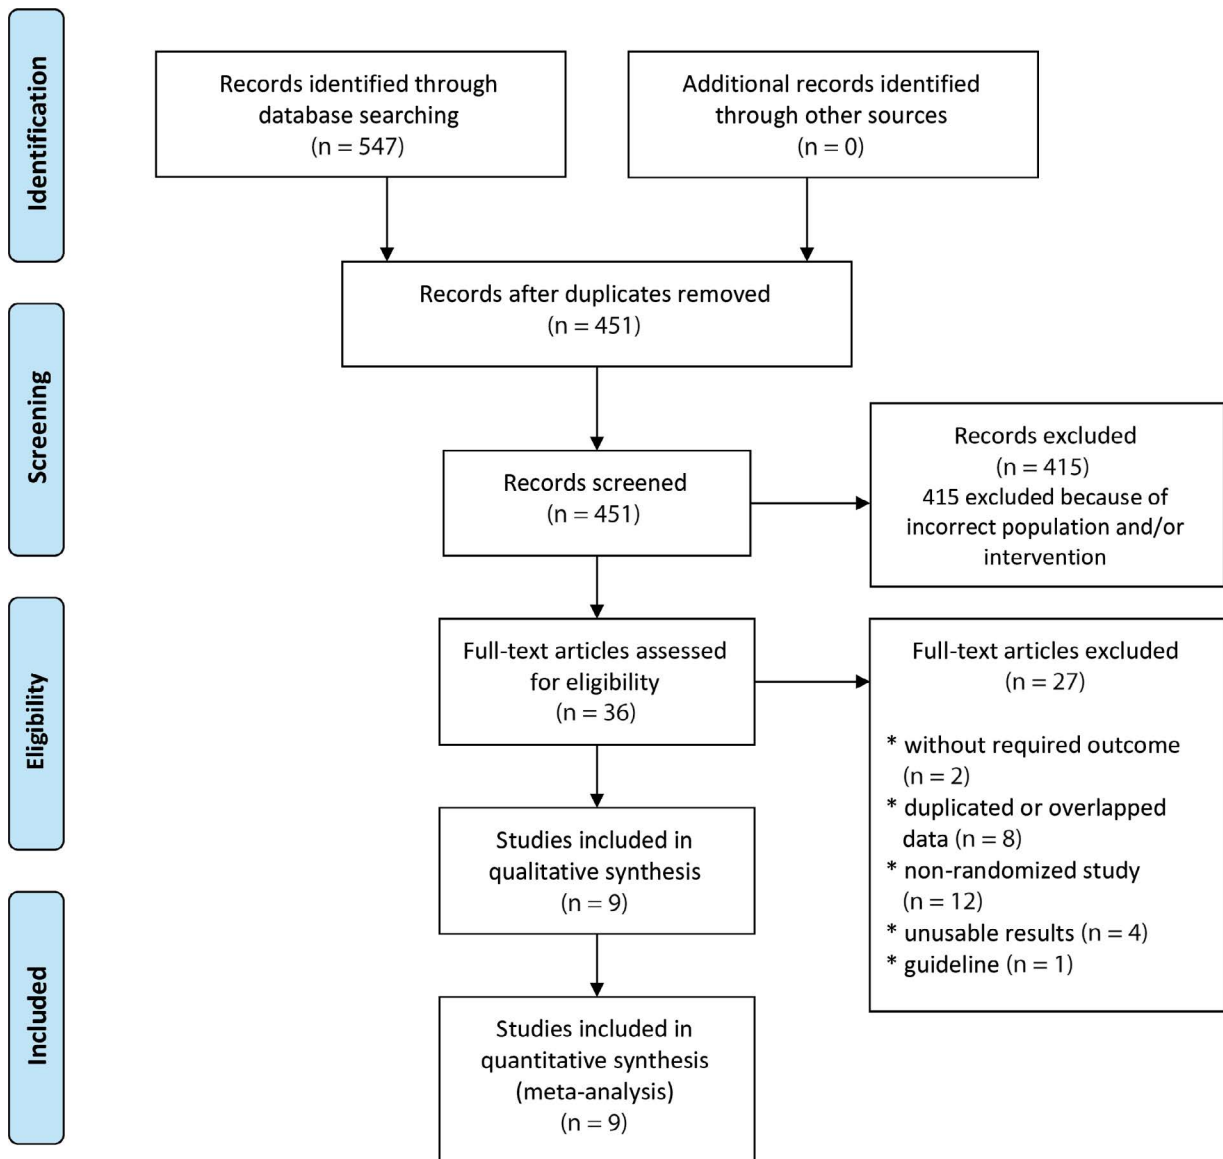 Identification
Records identified through
database searching
(n = 547)
Additional records identified
through other sources
(n = 0)
Records after duplicates removed
(n = 451)
Screening
Records screened
(n = 451)
Records excluded
(n = 415)
415 excluded because of
incorrect population and/or
intervention
Eligibility
Full-text articles assessed
for eligibility
(n = 36)
Full-text articles excluded
(n = 27)
* without required outcome
(n = 2)
* duplicated or overlapped
data (n = 8)
* non-randomized study
(n = 12)
* unusable results (n = 4)
* guideline (n = 1)
Studies included in
qualitative synthesis
(n = 9)
Included
Studies included in
quantitative synthesis
(meta-analysis)
(n = 9)